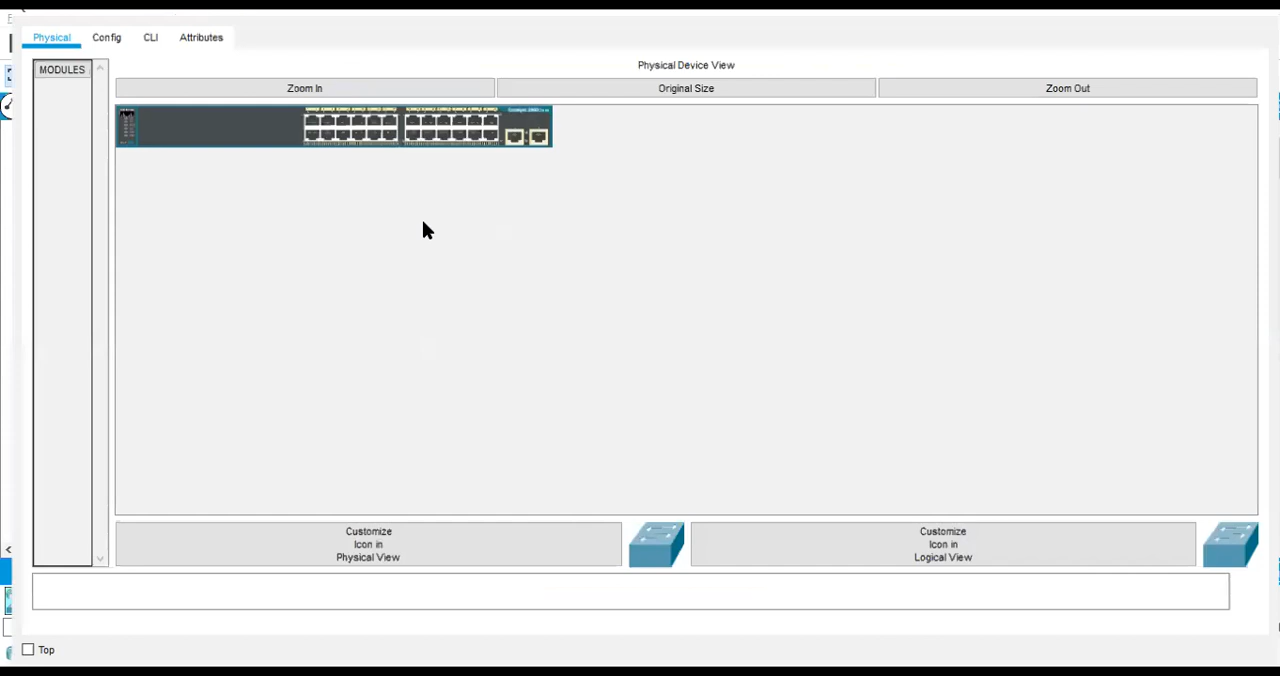 Physical Config CLI Attributes
MODULES
Physical Device View
Zoom In Original Size Zoom Out
Customize
Icon in
Physical View
Customize
Icon in
Logical View
Top